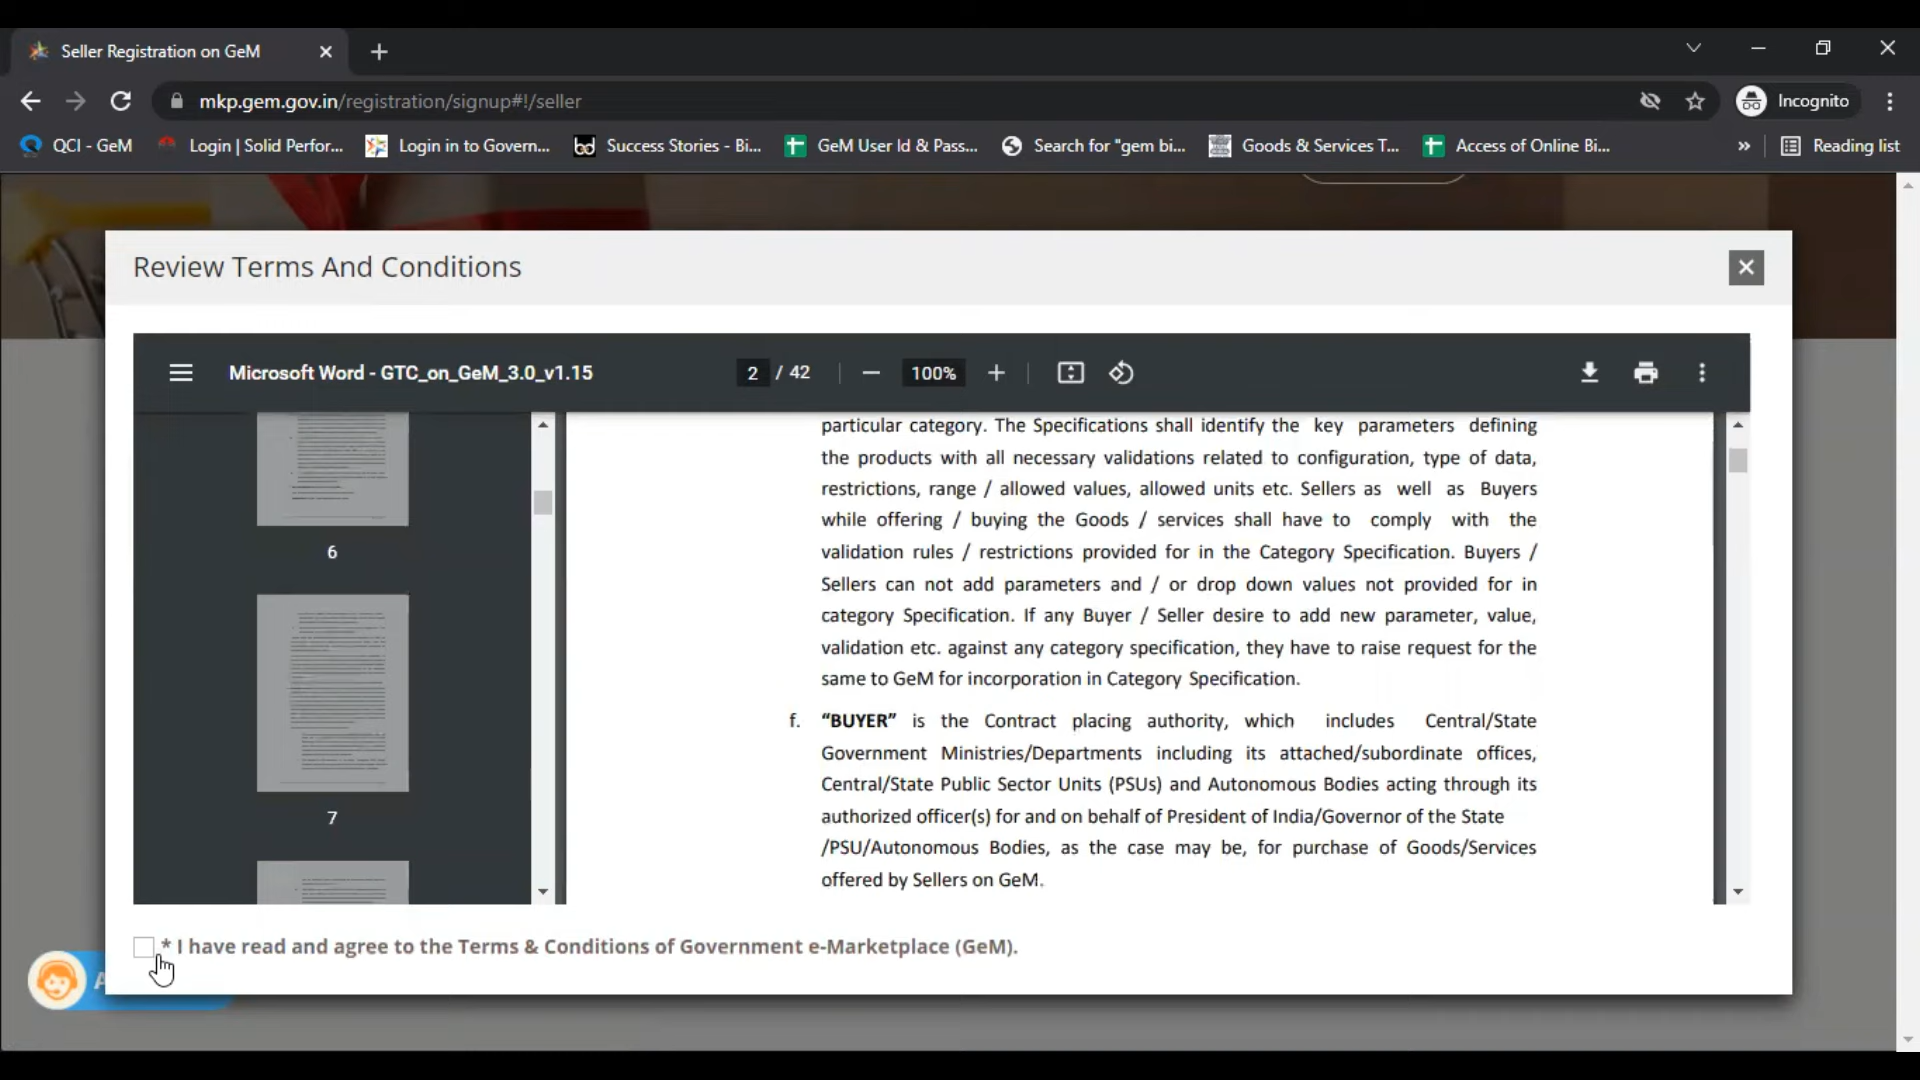 Seller Registration on GeM
mkp.gem.gov.in/registration/signup#!/seller
Incognito
QCI - GeM
Login | Solid Perfor...
Login in to Govern...
bd
Success Stories - Bi...
GeM User Id & Pass...
Search for "gem bi...
Goods & Services T...
Access of Online Bi...
»
Reading list
Review Terms And Conditions
Microsoft Word - GTC_on_GeM_3.0_v1.15
2 / 42
100%
6
7
particular category. The Specifications shall identify the key parameters defining
the products with all necessary validations related to configuration, type of data,
restrictions, range / allowed values, allowed units etc. Sellers as well as Buyers
while offering / buying the Goods / services shall have to comply with the
validation rules / restrictions provided for in the Category Specification. Buyers /
Sellers can not add parameters and / or drop down values not provided for in
category Specification. If any Buyer / Seller desire to add new parameter, value,
validation etc. against any category specification, they have to raise request for the
same to GeM for incorporation in Category Specification.
f. “BUYER” is the Contract placing authority, which includes Central/State
Government Ministries/Departments including its attached/subordinate offices,
Central/State Public Sector Units (PSUs) and Autonomous Bodies acting through its
authorized officer(s) for and on behalf of President of India/Governor of the State
/PSU/Autonomous Bodies, as the case may be, for purchase of Goods/Services
offered by Sellers on GeM.
* I have read and agree to the Terms & Conditions of Government e-Marketplace (GeM).